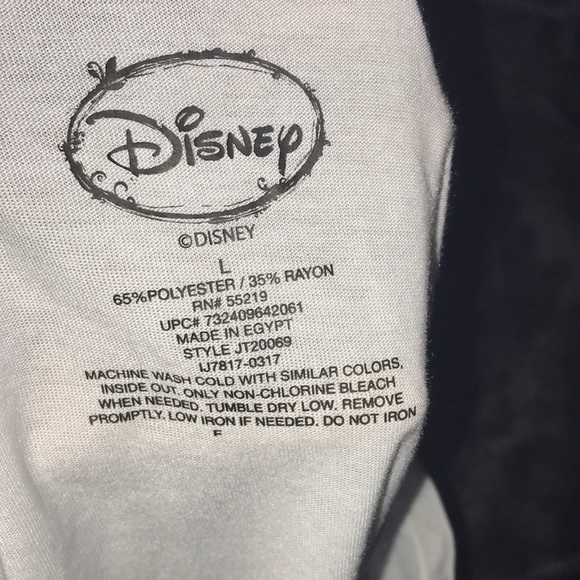 Disney
©DISNEY
L
65%POLYESTER / 35% RAYON
RN# 55219
UPC# 732409642061
MADE IN EGYPT
STYLE JT20069
IJ7817-0317
MACHINE WASH COLD WITH SIMILAR COLORS,
INSIDE OUT. ONLY NON-CHLORINE BLEACH
WHEN NEEDED. TUMBLE DRY LOW. REMOVE
PROMPTLY. LOW IRON IF NEEDED. DO NOT IRON